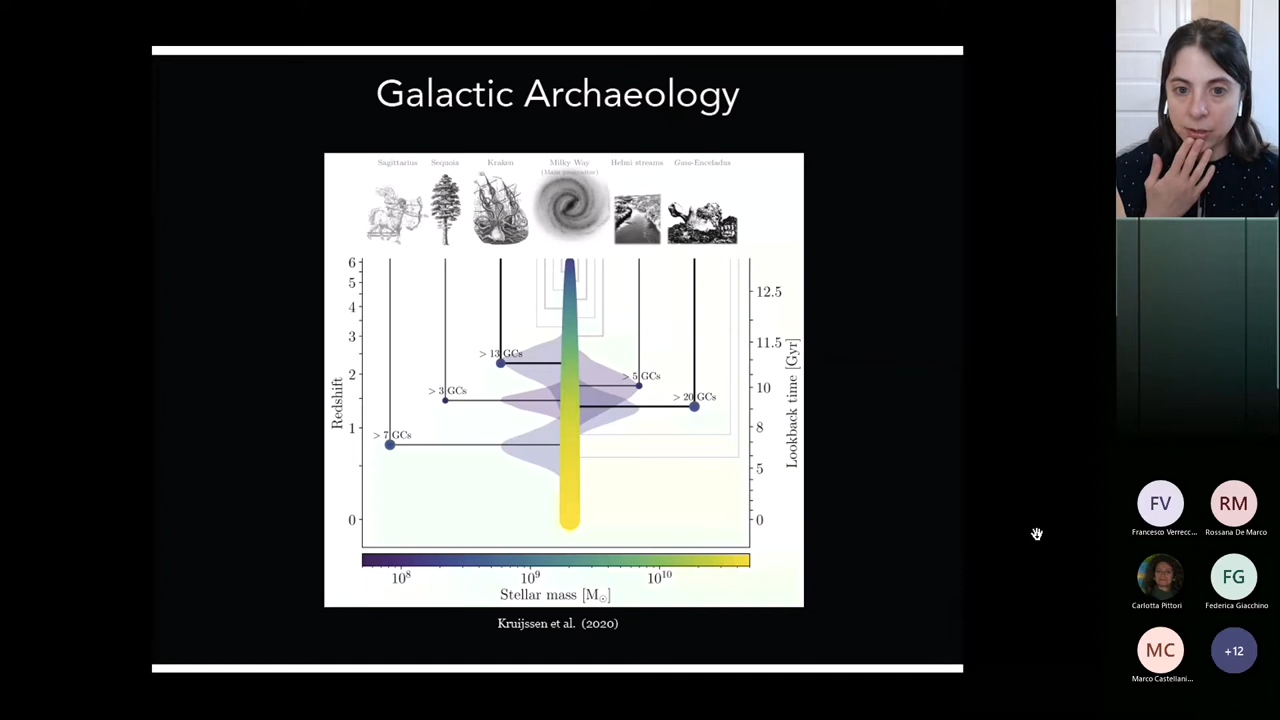 Galactic Archaeology
Sagittarius Sequoia Kraken Milky Way Helmi streams Gaia-Enceladus
(Main progenitor)
6
5
4
3
2
1
0
Redshift
12.5
11.5
10
8
5
0
Lookback time [Gyr]
> 13 GCs
> 5 GCs
> 3 GCs
> 20 GCs
> 7 GCs
10⁸ 10⁹ 10¹⁰
Stellar mass [M☉]
Kruijssen et al. (2020)
FV RM
Francesco Verrecc... Rossana De Marco
FG
Carlotta Pittori Federica Giacchino
MC +12
Marco Castellani...